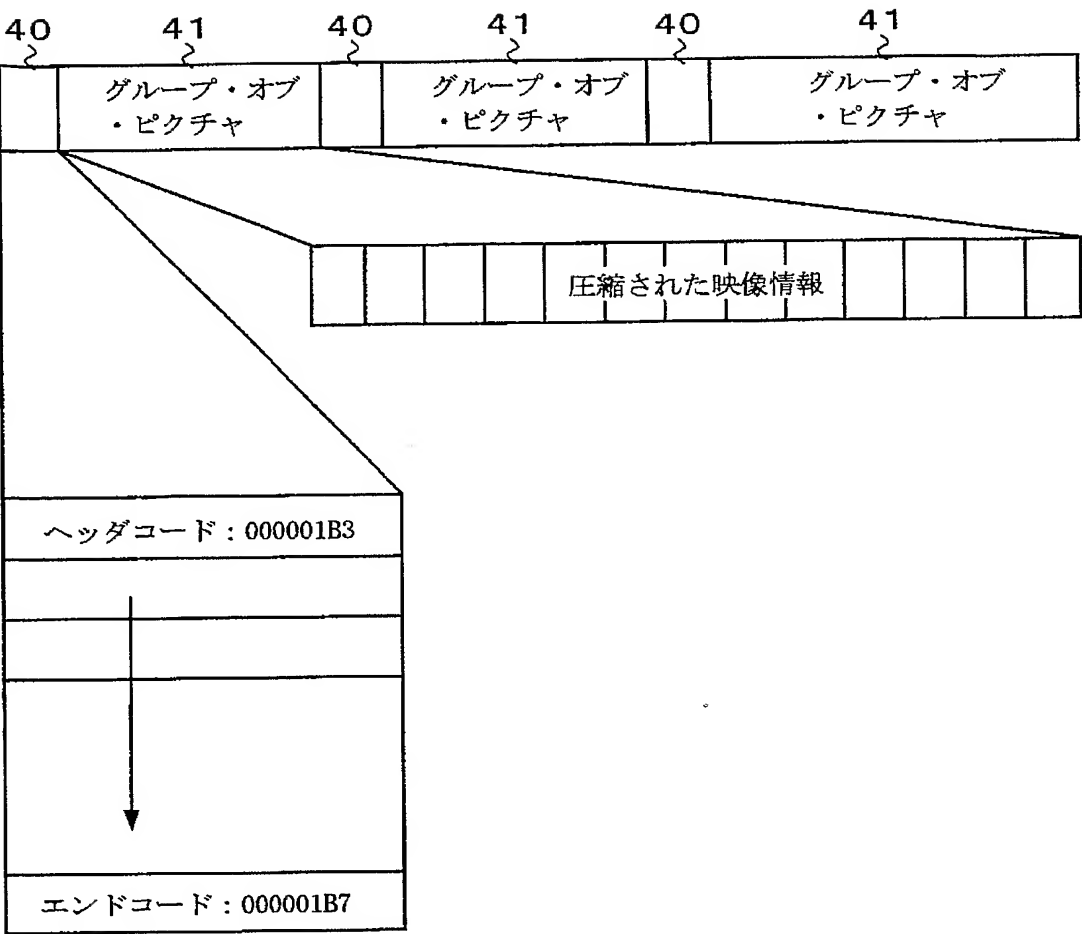 40 41 40 41 40 41
グループ・オブ
・ピクチャ
グループ・オブ
・ピクチャ
グループ・オブ
・ピクチャ
圧縮された映像情報
ヘッダコード：000001B3
エンドコード：000001B7